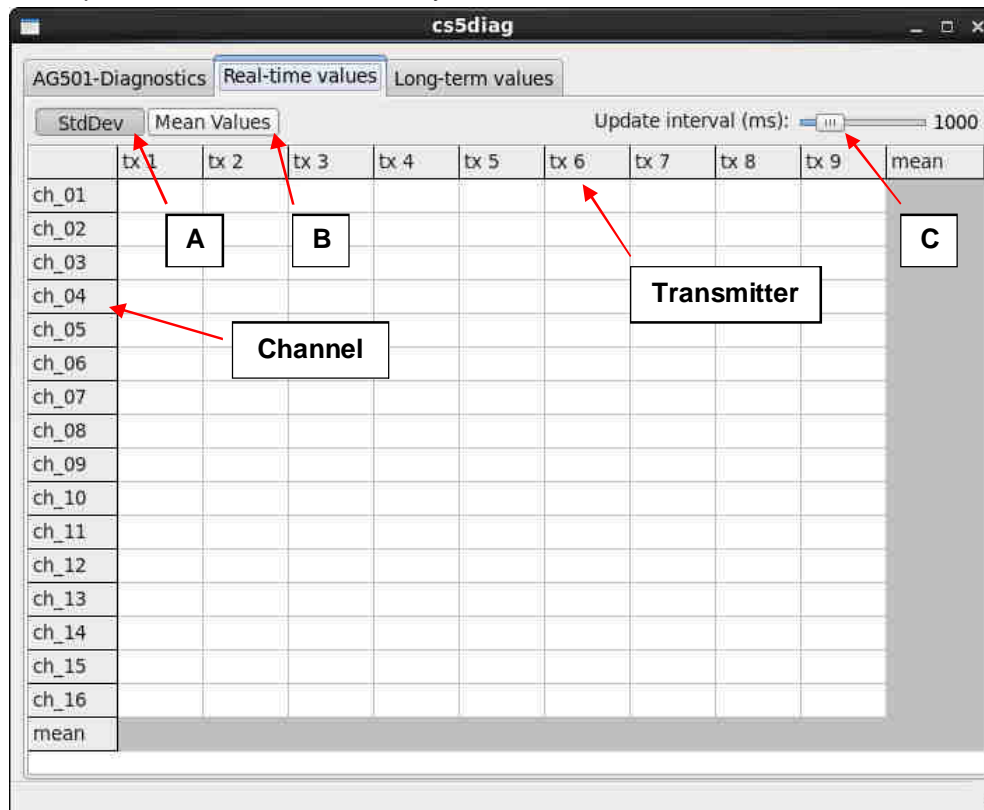 cs5diag
AG501-Diagnostics Real-time values Long-term values
StdDev Mean Values Update interval (ms): 1000
tx 1 tx 2 tx 3 tx 4 tx 5 tx 6 tx 7 tx 8 tx 9 mean
ch_01
ch_02
A B C
ch_03
ch_04
Transmitter
ch_05
Channel
ch_06
ch_07
ch_08
ch_09
ch_10
ch_11
ch_12
ch_13
ch_14
ch_15
ch_16
mean